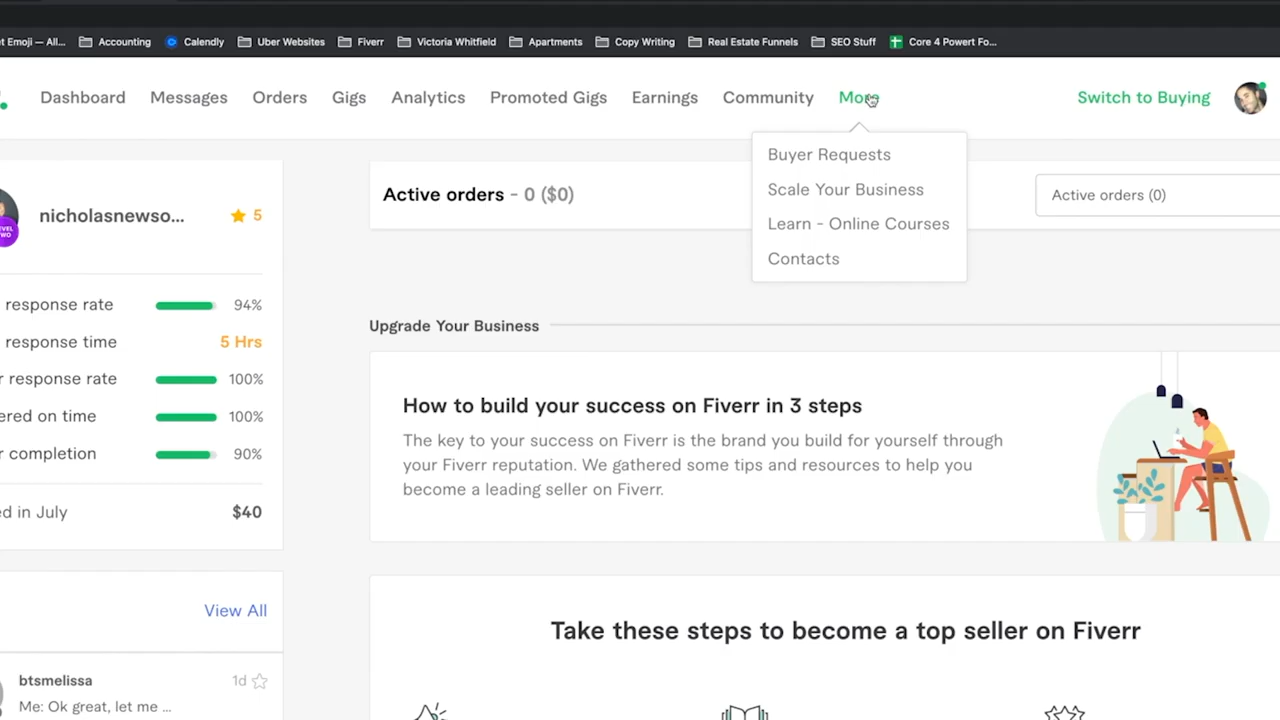 et Emoji — All...
Accounting
Calendly
Uber Websites
Fiverr
Victoria Whitfield
Apartments
Copy Writing
Real Estate Funnels
SEO Stuff
Core 4 Powert Fo...
Dashboard
Messages
Orders
Gigs
Analytics
Promoted Gigs
Earnings
Community
More
Switch to Buying
Buyer Requests
Scale Your Business
Learn - Online Courses
Contacts
nicholasnewso...
5
LEVEL
TWO
response rate 94%
response time 5 Hrs
r response rate 100%
ered on time 100%
r completion 90%
ed in July $40
View All
btsmelissa 1d
Me: Ok great, let me ...
Active orders - 0 ($0)
Active orders (0)
Upgrade Your Business
How to build your success on Fiverr in 3 steps
The key to your success on Fiverr is the brand you build for yourself through
your Fiverr reputation. We gathered some tips and resources to help you
become a leading seller on Fiverr.
Take these steps to become a top seller on Fiverr